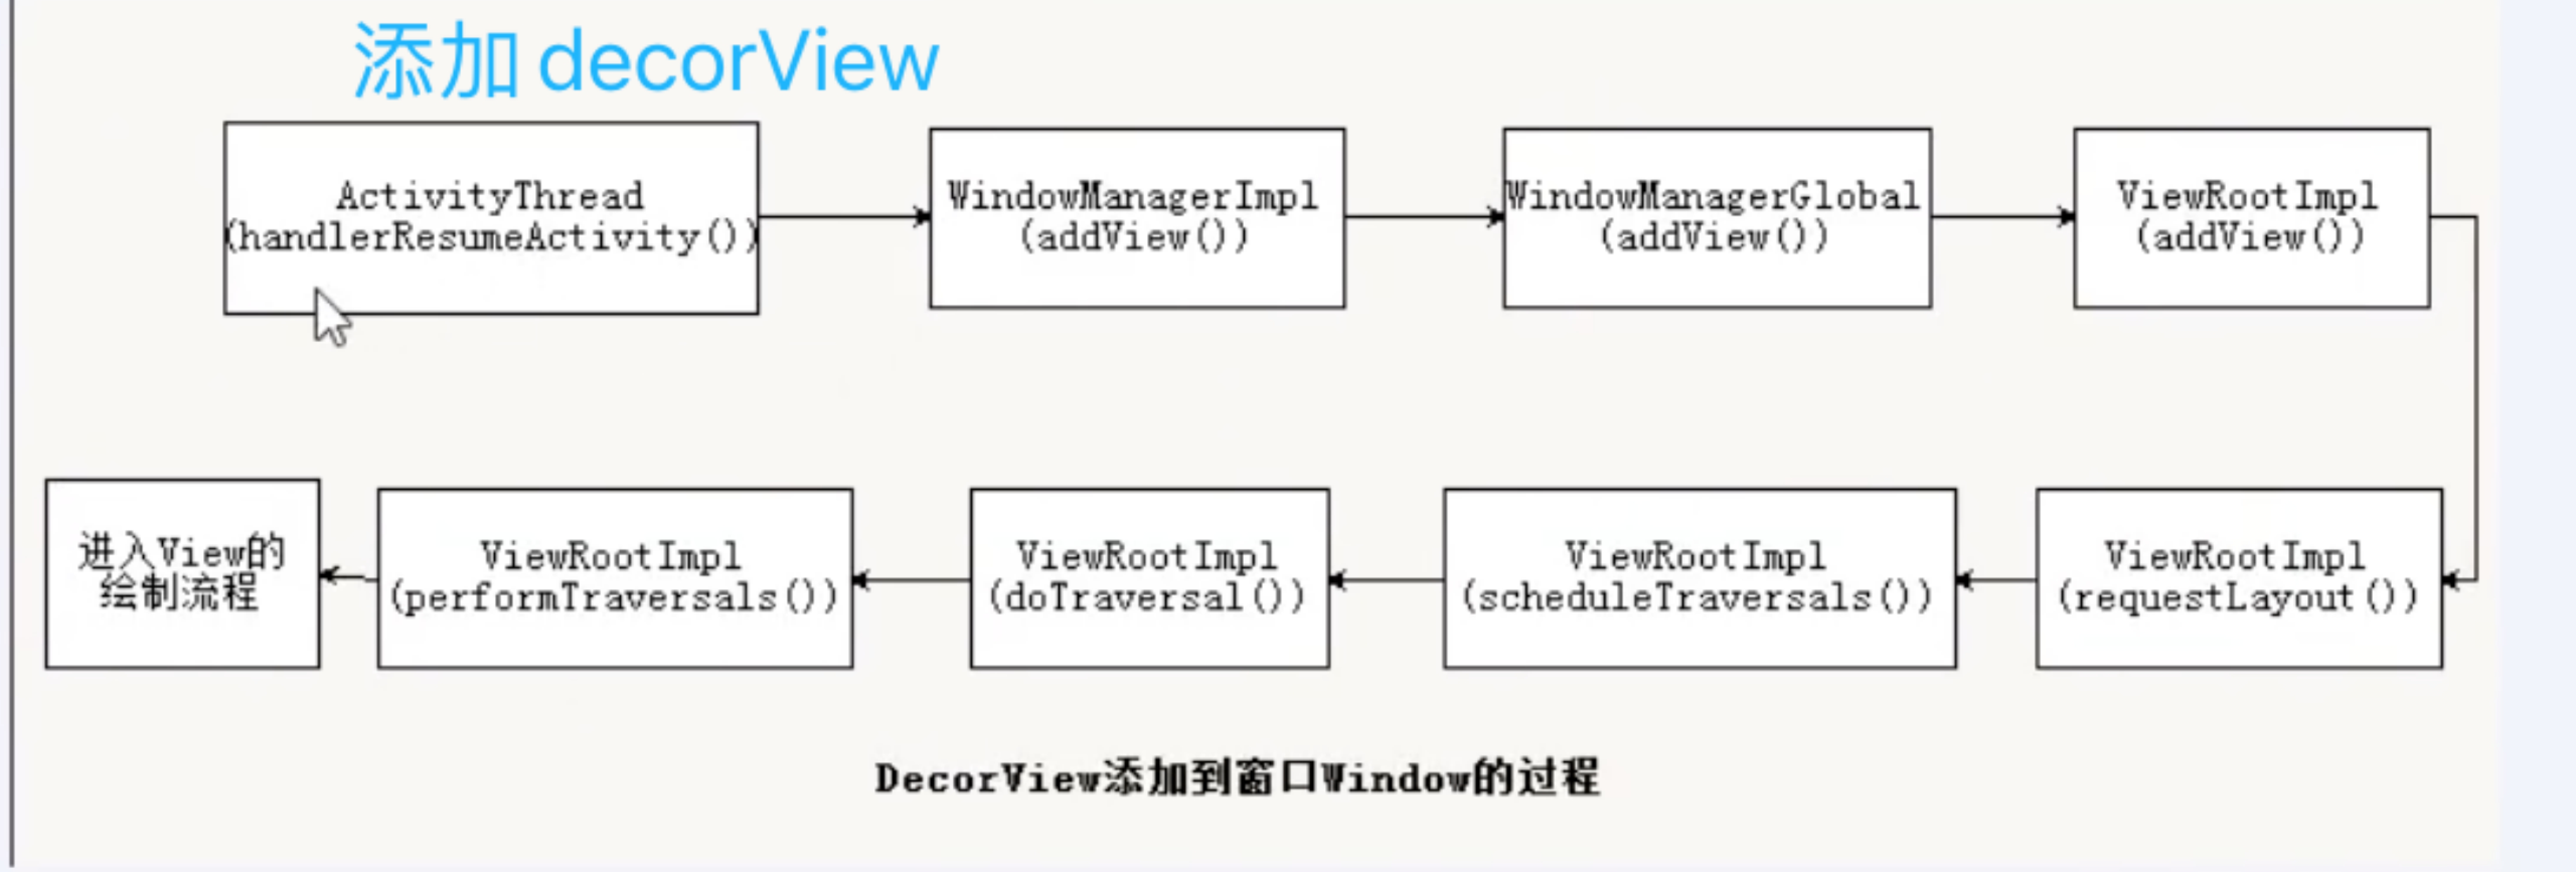 添加 decorView
ActivityThread
(handlerResumeActivity())
WindowManagerImpl
(addView())
WindowManagerGlobal
(addView())
ViewRootImpl
(addView())
ViewRootImpl
(requestLayout())
ViewRootImpl
(scheduleTraversals())
ViewRootImpl
(doTraversal())
ViewRootImpl
(performTraversals())
进入View的
绘制流程
DecorView添加到窗口Window的过程